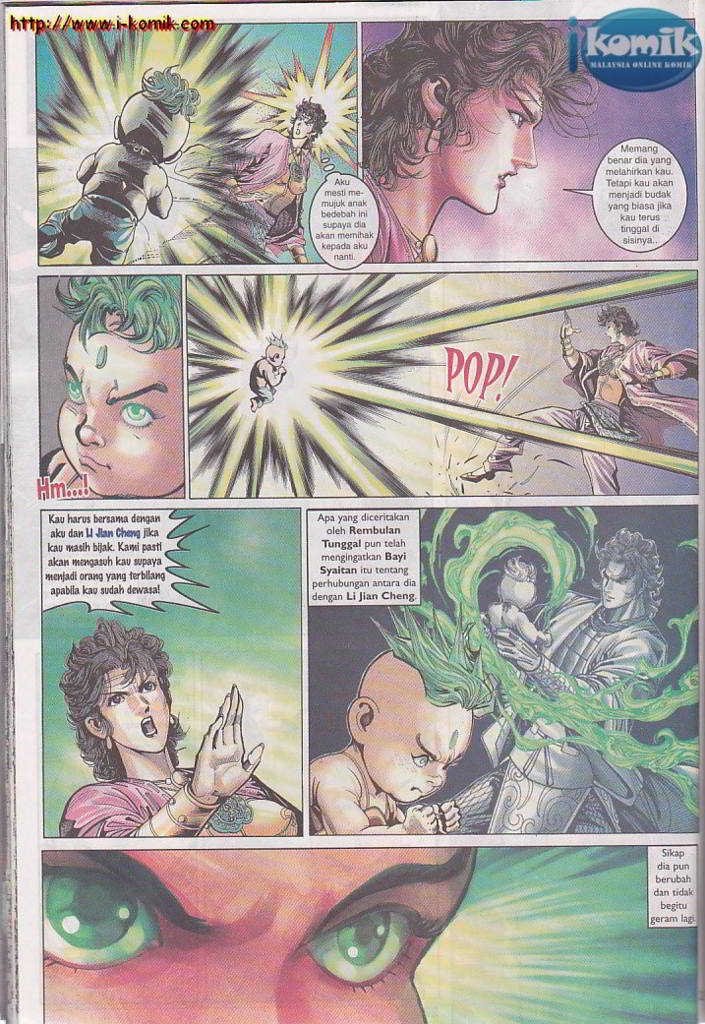 http://www.i-komik.com
ikomik
MALAYSIA ONLINE KOMIK
Aku
mesti me-
mujuk anak
bedebah ini
supaya dia
akan memihak
kepada aku
nanti.
Memang
benar dia yang
melahirkan kau.
Tetapi kau akan
menjadi budak
yang biasa jika
kau terus
tinggal di
sisinya..
Hm...!
POP!
Kau harus bersama dengan
aku dan Li Jian Cheng jika
kau masih bijak. Kami pasti
akan mengasuh kau supaya
menjadi orang yang terbilang
apabila kau sudah dewasa!
Apa yang diceritakan
oleh Rembulan
Tunggal pun telah
mengingatkan Bayi
Syaitan itu tentang
perhubungan antara dia
dengan Li Jian Cheng.
Sikap
dia pun
berubah
dan tidak
begitu
geram lagi.